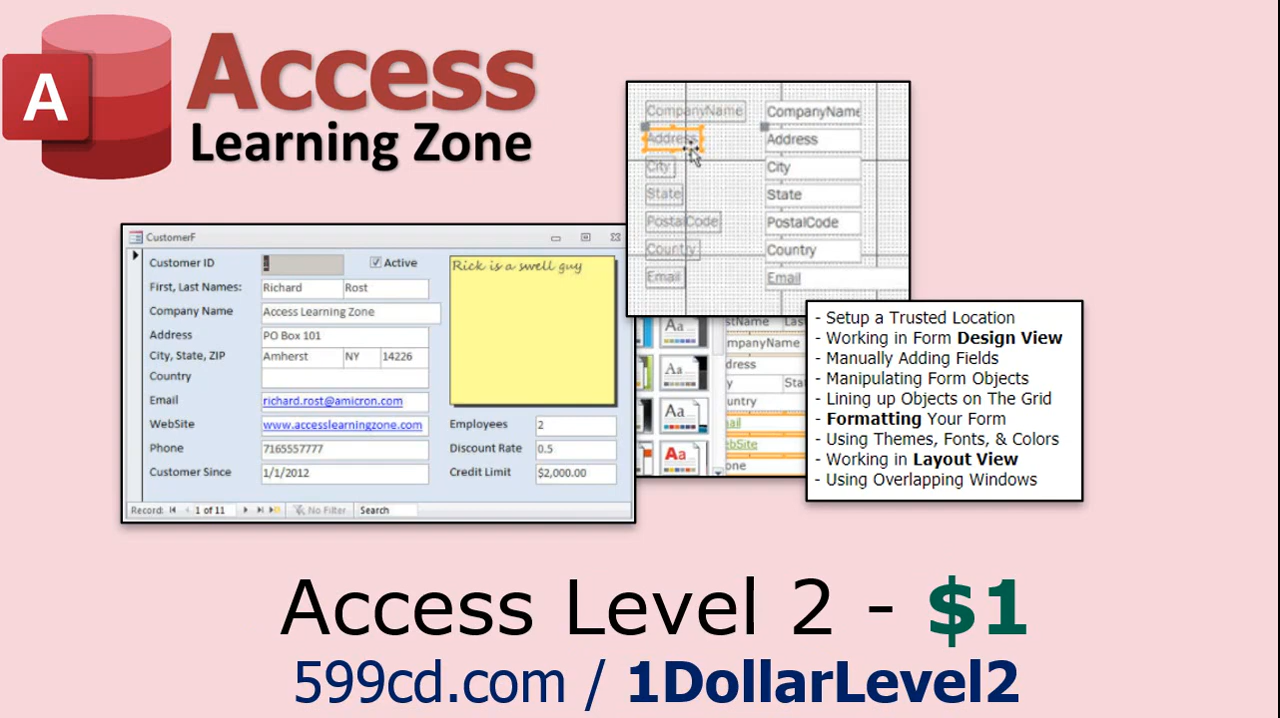 A
Access
Learning Zone
CompanyName CompanyName
Address Address
City City
State State
PostalCode PostalCode
Country Country
Email Email
CustomerF
Customer ID
Active
First, Last Names: Richard Rost
Company Name Access Learning Zone
Address PO Box 101
City, State, ZIP Amherst NY 14226
Country
Email richard.rost@amicron.com
WebSite www.accesslearningzone.com
Phone 7165557777
Customer Since 1/1/2012
Rick is a swell guy
Employees 2
Discount Rate 0.5
Credit Limit $2,000.00
Record: 1 of 11 No Filter Search
Aa
Aa
Aa
Aa
- Setup a Trusted Location
- Working in Form Design View
- Manually Adding Fields
- Manipulating Form Objects
- Lining up Objects on The Grid
- Formatting Your Form
- Using Themes, Fonts, & Colors
- Working in Layout View
- Using Overlapping Windows
Access Level 2 - $1
599cd.com / 1DollarLevel2